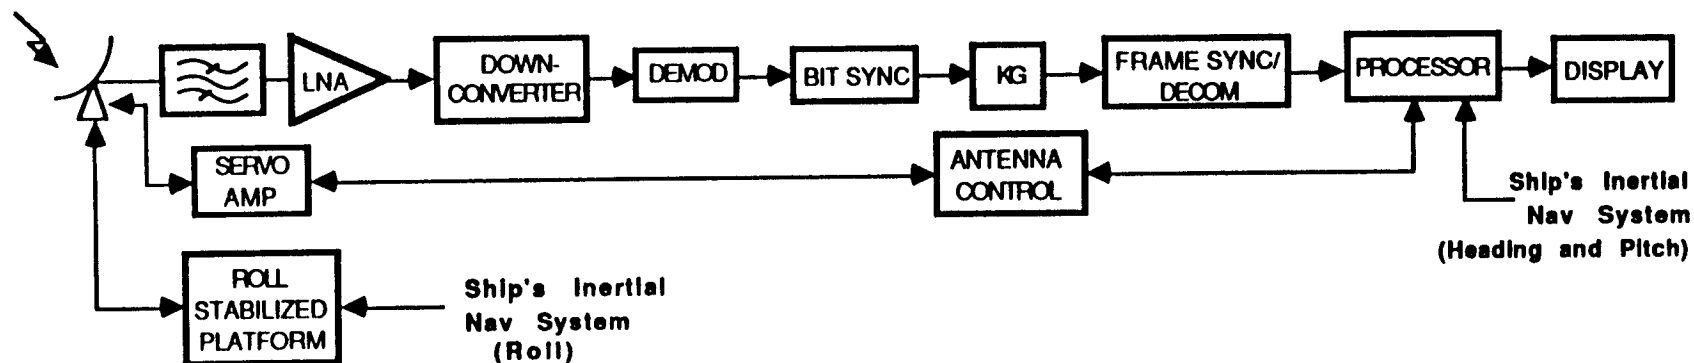 LNA
DOWN-
CONVERTER
DEMOD
BIT SYNC
KG
FRAME SYNC/
DECOM
PROCESSOR
DISPLAY
SERVO
AMP
ANTENNA
CONTROL
Ship's Inertial
Nav System
(Heading and Pitch)
ROLL
STABILIZED
PLATFORM
Ship's Inertial
Nav System
(Roll)